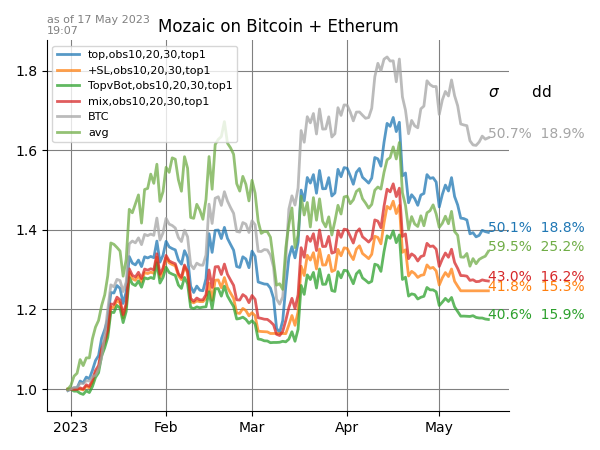 as of 17 May 2023
19:07
Mozaic on Bitcoin + Etherum
top,obs10,20,30,top1
+SL,obs10,20,30,top1
TopvBot,obs10,20,30,top1
mix,obs10,20,30,top1
BTC
avg
σ dd
50.7% 18.9%
50.1% 18.8%
59.5% 25.2%
43.0% 16.2%
41.8% 15.3%
40.6% 15.9%
1.8
1.6
1.4
1.2
1.0
2023 Feb Mar Apr May